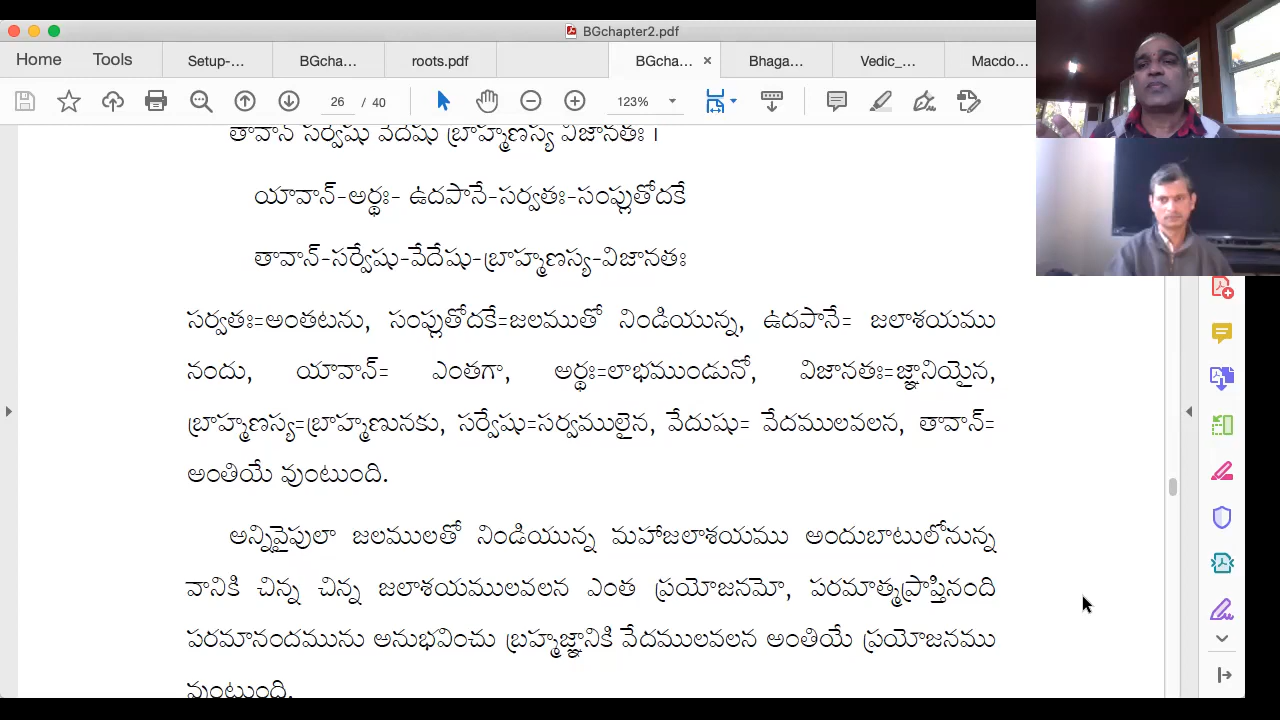 BGchapter2.pdf
Home Tools Setup-... BGcha... roots.pdf BGcha... × Bhaga... Vedic_... Macdo...
26 / 40 123%
తావాన్ సర్వేషు వేదేషు బ్రాహ్మణస్య విజానతః ।
యావాన్-అర్థః- ఉదపానే-సర్వతః-సంప్లుతోదకే
తావాన్-సర్వేషు-వేదేషు-బ్రాహ్మణస్య-విజానతః
సర్వతః=అంతటను, సంప్లుతోదకే=జలముతో నిండియున్న, ఉదపానే= జలాశయము
నందు, యావాన్= ఎంతగా, అర్థః=లాభముండునో, విజానతః=జ్ఞానియైన,
బ్రాహ్మణస్య=బ్రాహ్మణునకు, సర్వేషు=సర్వములైన, వేదుషు= వేదములవలన, తావాన్=
అంతియే వుంటుంది.
అన్నివైపులా జలములతో నిండియున్న మహాజలాశయము అందుబాటులోనున్న
వానికి చిన్న చిన్న జలాశయములవలన ఎంత ప్రయోజనమో, పరమాత్మప్రాప్తినంది
పరమానందమును అనుభవించు బ్రహ్మజ్ఞానికి వేదములవలన అంతియే ప్రయోజనము
వుంటుంది.